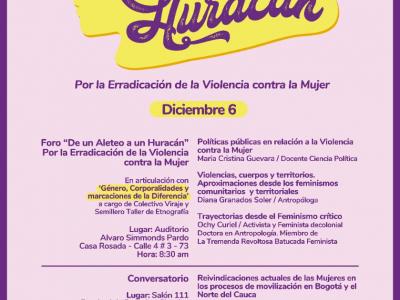 Huracán
Por la Erradicación de la Violencia contra la Mujer
Diciembre 6
Foro “De un Aleteo a un Huracán”
Por la Erradicación de la Violencia
contra la Mujer
En articulación con
‘Género, Corporalidades y
marcaciones de la Diferencia’
a cargo de Colectivo Viraje y
Semillero Taller de Etnografía
Lugar: Auditorio
Alvaro Simmonds Pardo
Casa Rosada - Calle 4 # 3 - 73
Hora: 8:30 am
Políticas públicas en relación a la Violencia
contra la Mujer
María Cristina Guevara / Docente Ciencia Política
Violencias, cuerpos y territorios.
Aproximaciones desde los feminismos
comunitarios y territoriales
Diana Granados Soler / Antropóloga
Trayectorias desde el Feminismo crítico
Ochy Curiel / Activista y Feminista decolonial
Doctora en Antropología. Miembro de
La Tremenda Revoltosa Batucada Feminista
Conversatorio
Lugar: Salón 111
Reivindicaciones actuales de las Mujeres en
los procesos de movilización en Bogotá y el
Norte del Cauca